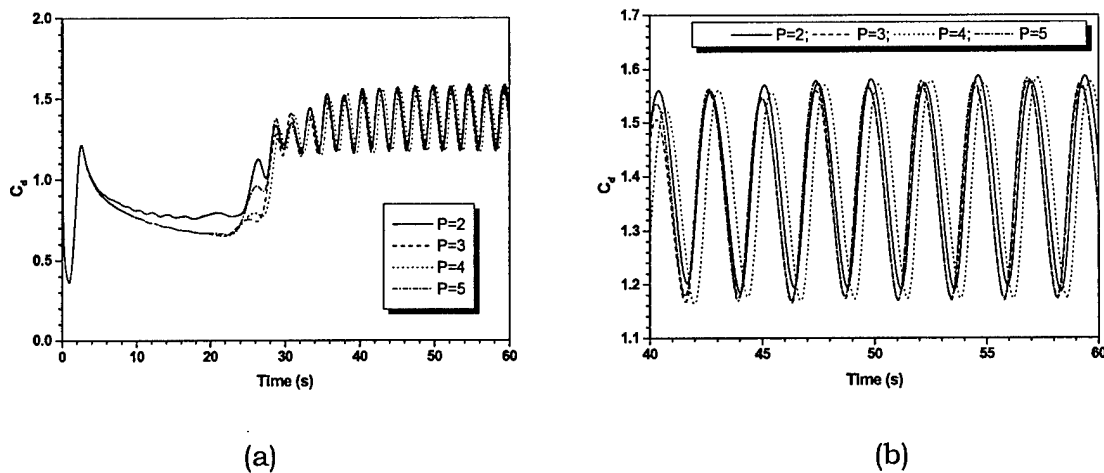 2.0
1.5
1.0
0.5
0.0
C_d
0 10 20 30 40 50 60
Time (s)
P=2
P=3
P=4
P=5
(a)
1.7
1.6
1.5
1.4
1.3
1.2
1.1
C_d
40 45 50 55 60
Time (s)
P=2; P=3; P=4; P=5
(b)